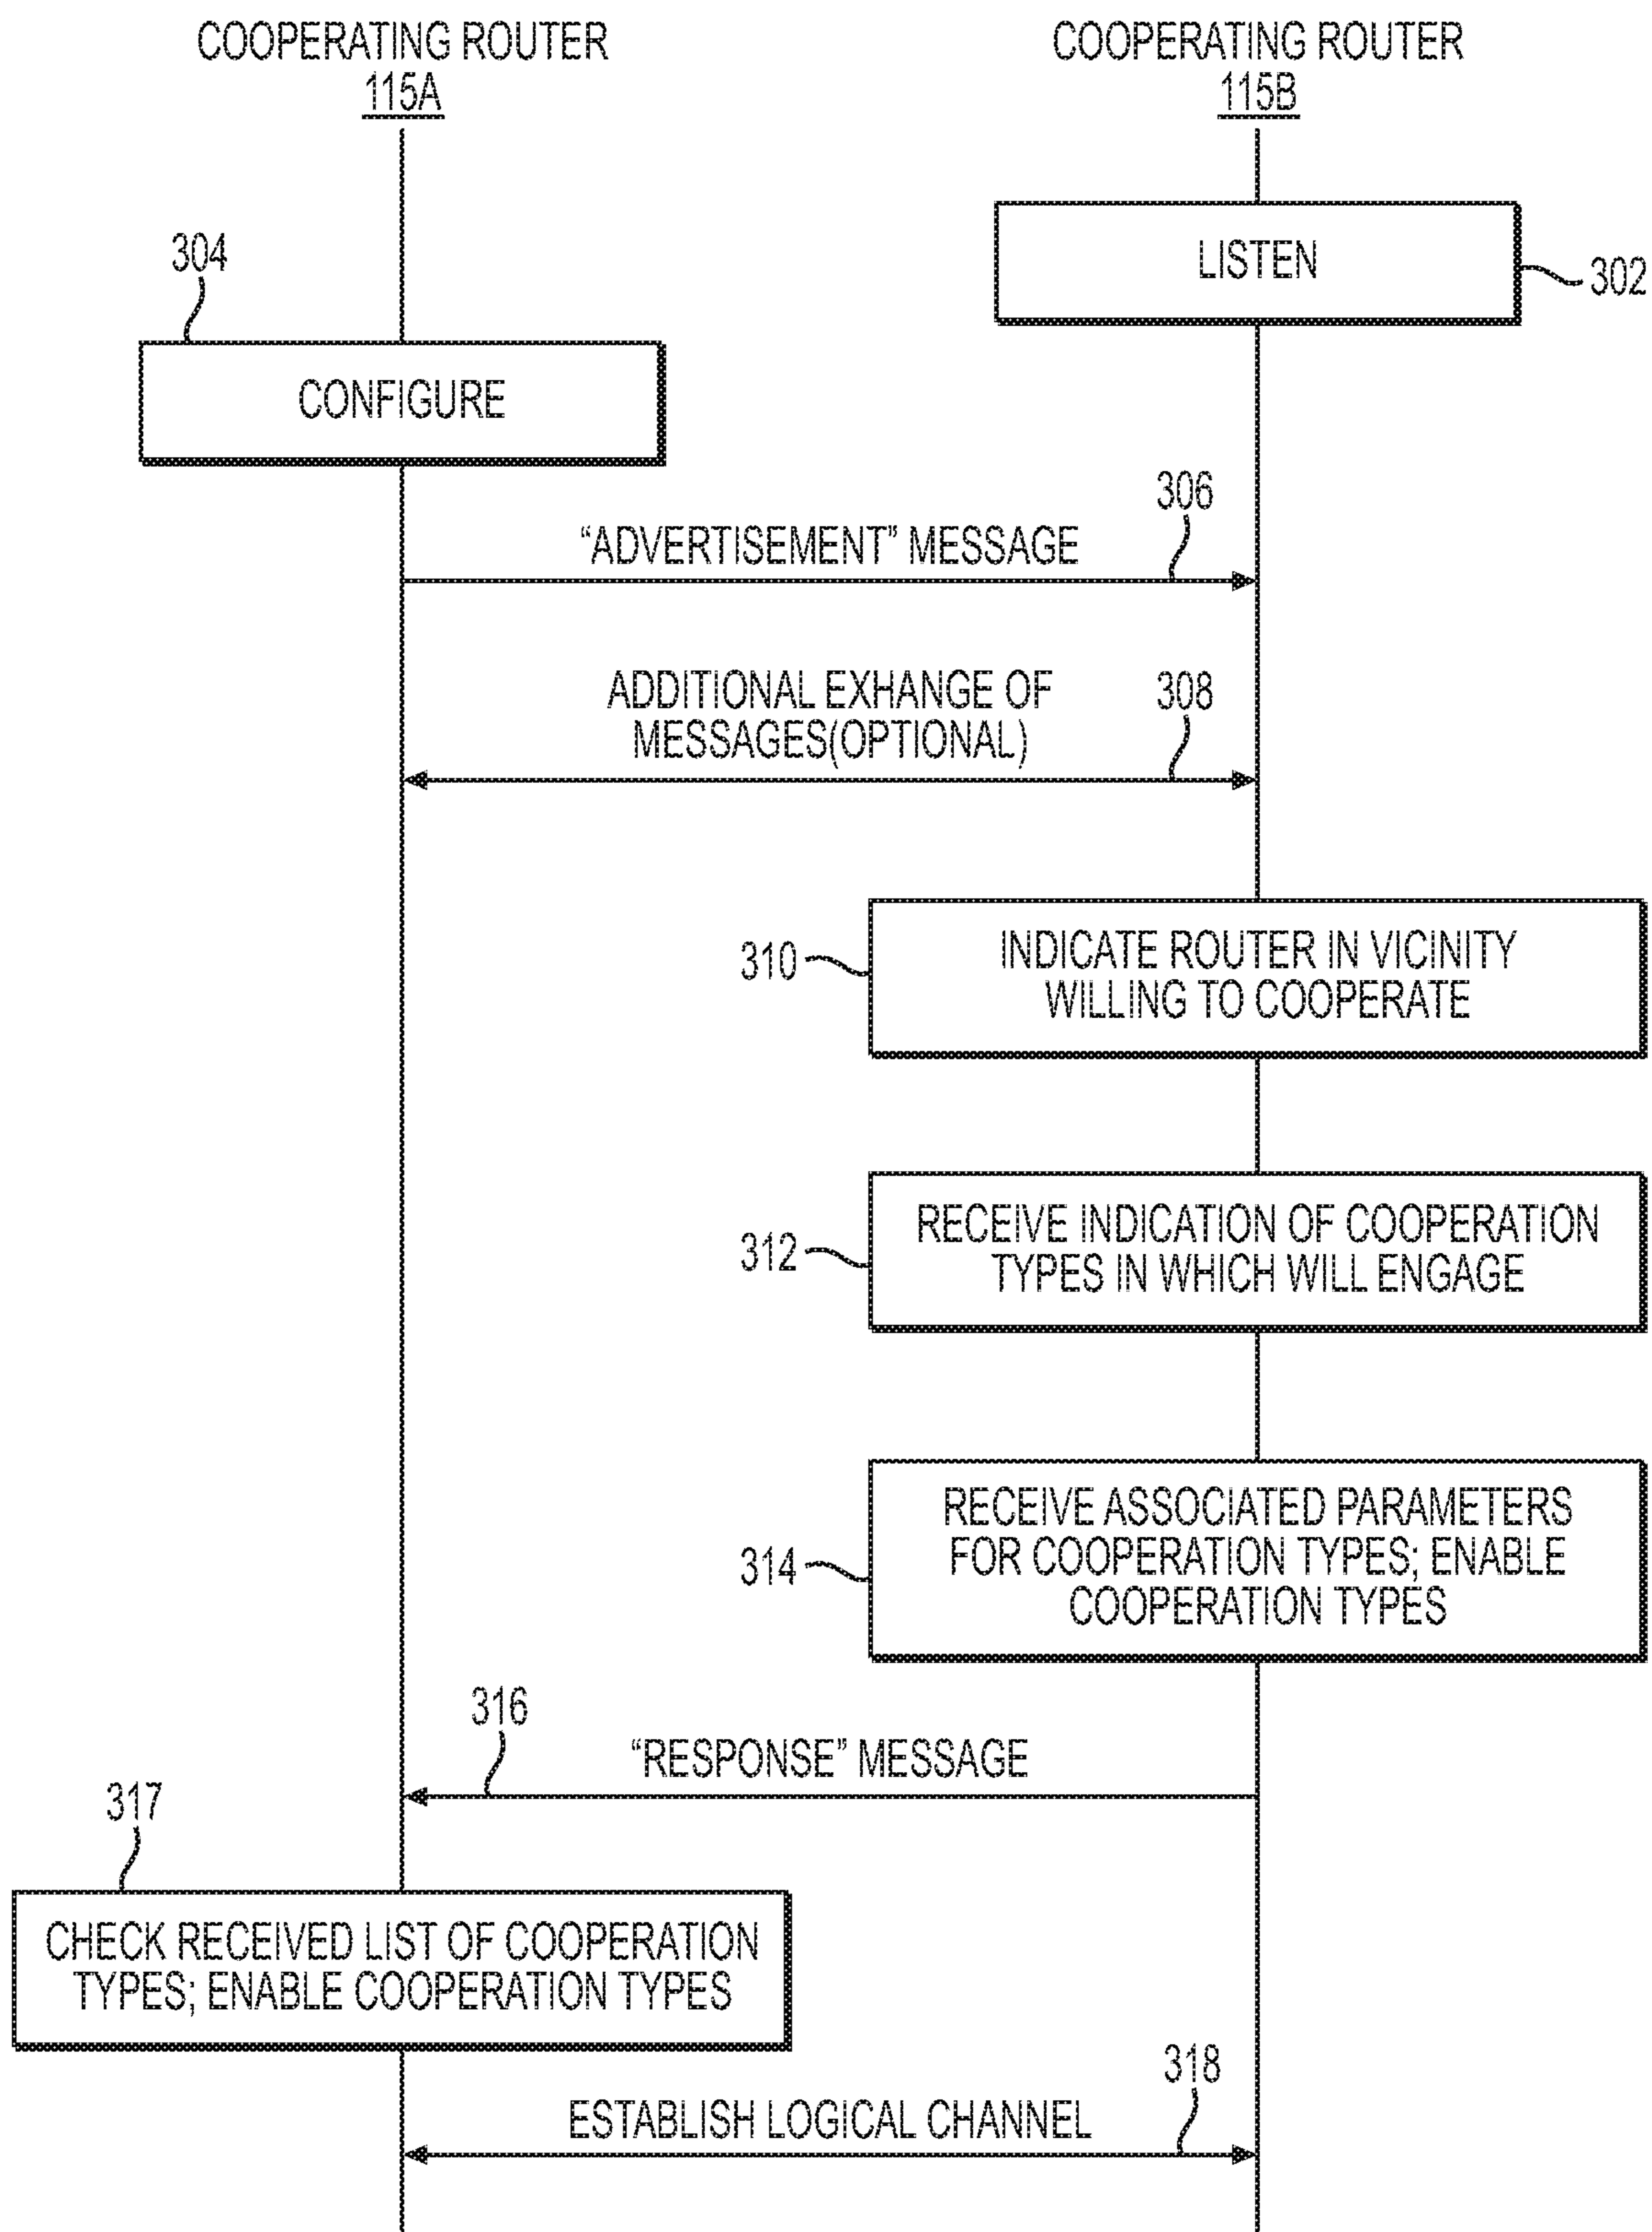 COOPERATING ROUTER
115A
COOPERATING ROUTER
115B
LISTEN
302
304
CONFIGURE
306
“ADVERTISEMENT” MESSAGE
ADDITIONAL EXHANGE OF
MESSAGES(OPTIONAL)
308
310
INDICATE ROUTER IN VICINITY
WILLING TO COOPERATE
312
RECEIVE INDICATION OF COOPERATION
TYPES IN WHICH WILL ENGAGE
314
RECEIVE ASSOCIATED PARAMETERS
FOR COOPERATION TYPES; ENABLE
COOPERATION TYPES
316
“RESPONSE” MESSAGE
317
CHECK RECEIVED LIST OF COOPERATION
TYPES; ENABLE COOPERATION TYPES
318
ESTABLISH LOGICAL CHANNEL